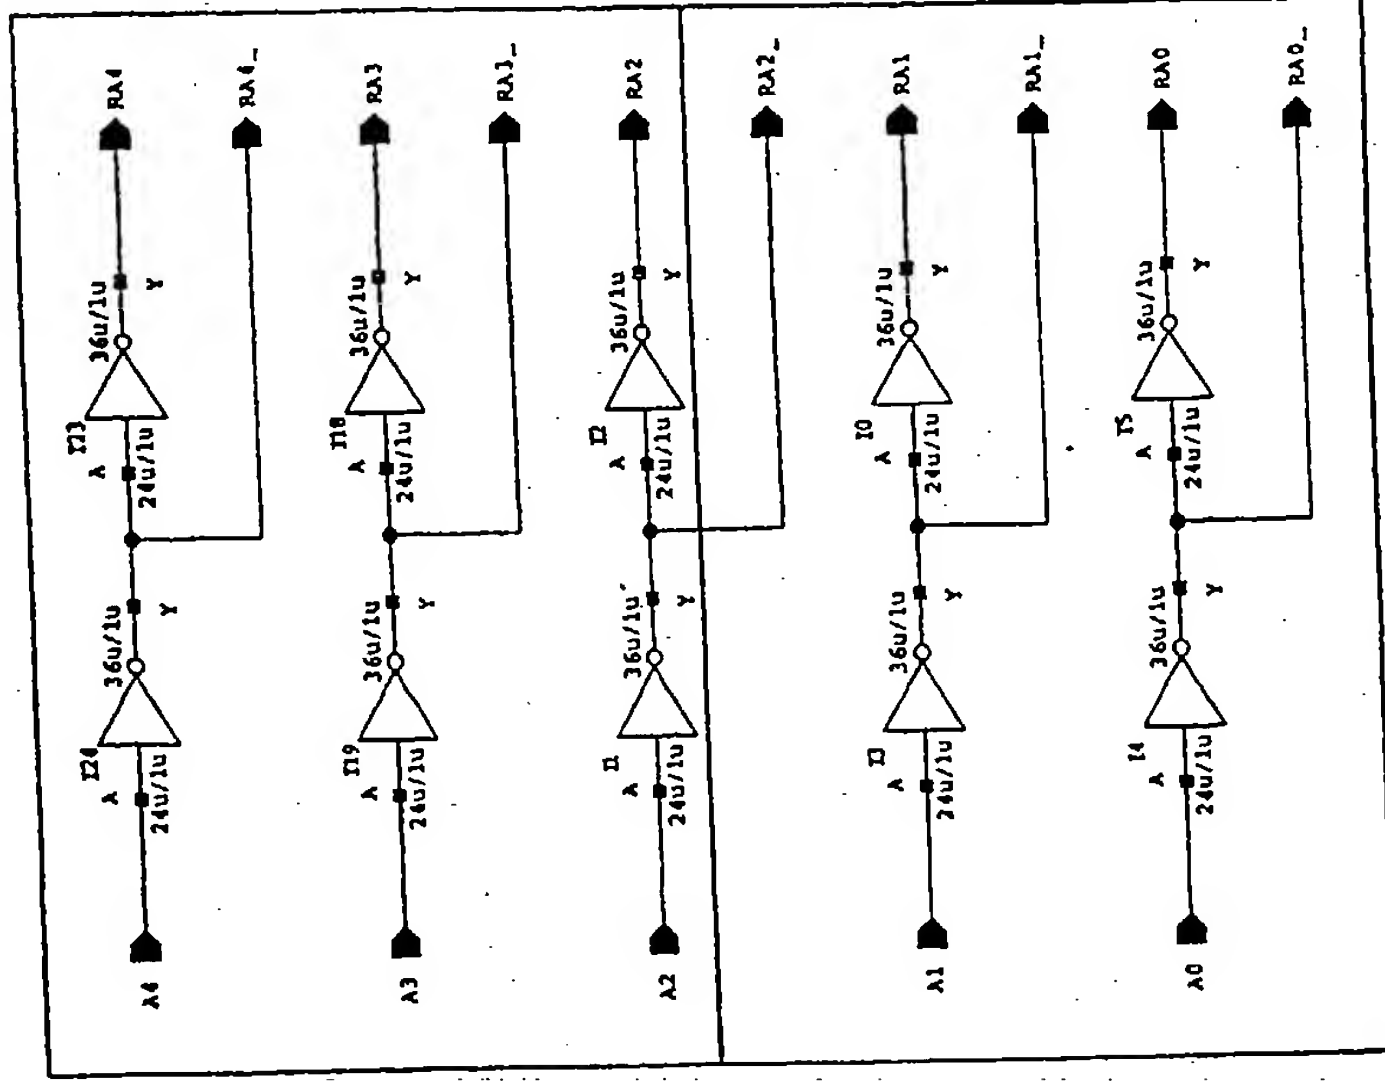 RA4
RA4_
RA3
RA3_
RA2
RA2_
RA1
RA1_
RA0
RA0_
36u/1u
Y
36u/1u
Y
36u/1u
Y
36u/1u
Y
36u/1u
Y
I23
A
24u/1u
I18
A
24u/1u
I2
A
24u/1u
I0
A
24u/1u
I5
A
24u/1u
36u/1u
Y
36u/1u
Y
36u/1u
Y
36u/1u
Y
36u/1u
Y
I24
A
24u/1u
I19
A
24u/1u
I1
A
24u/1u
I3
A
24u/1u
I4
A
24u/1u
A4
A3
A2
A1
A0